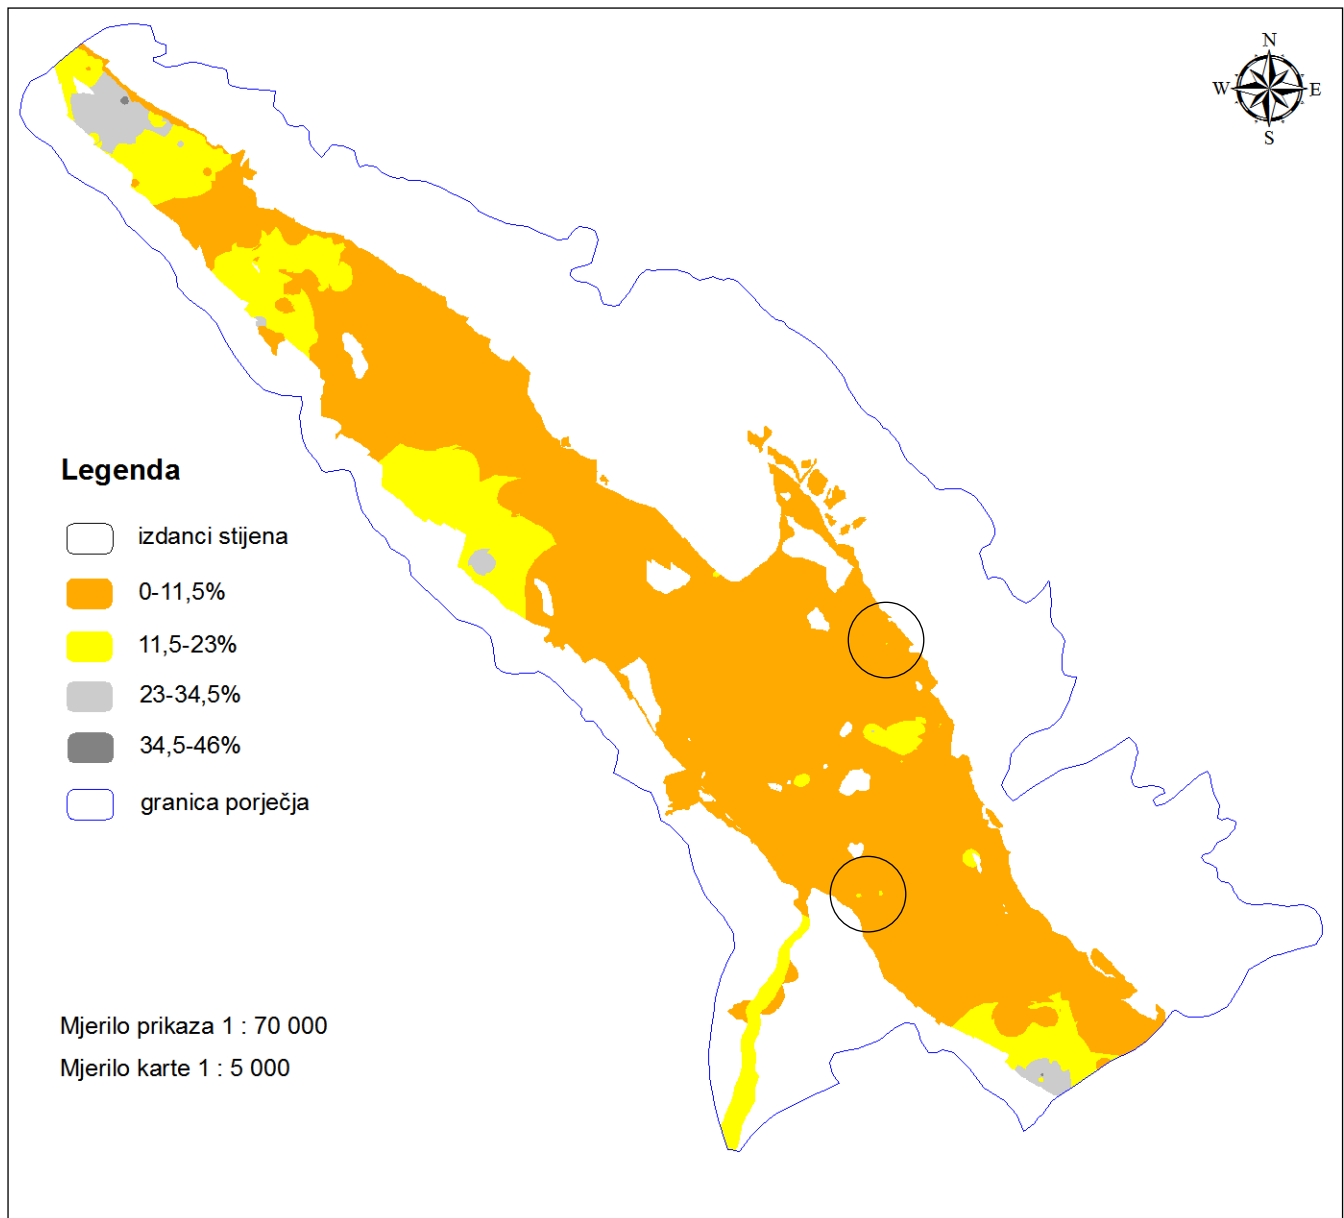 N
W E
S
Legenda
izdanci stijena
0-11,5%
11,5-23%
23-34,5%
34,5-46%
granica porječja
Mjerilo prikaza 1 : 70 000
Mjerilo karte 1 : 5 000